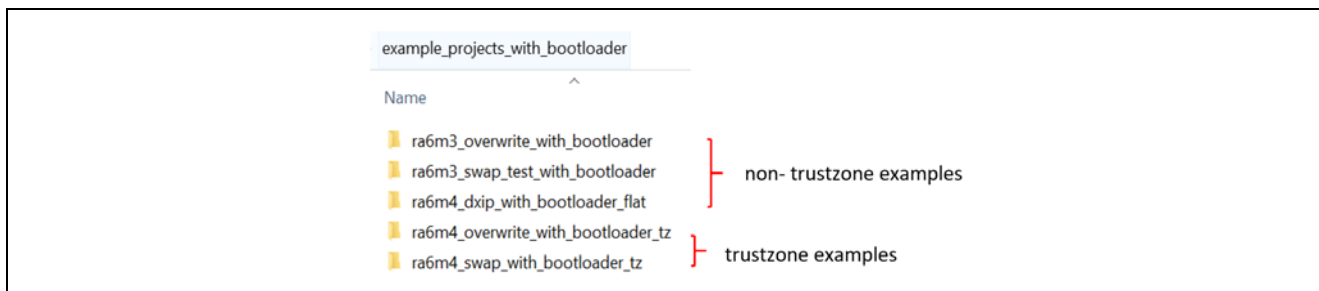 example_projects_with_bootloader
Name
ra6m3_overwrite_with_bootloader
ra6m3_swap_test_with_bootloader
ra6m4_dxip_with_bootloader_flat
ra6m4_overwrite_with_bootloader_tz
ra6m4_swap_with_bootloader_tz
non- trustzone examples
trustzone examples